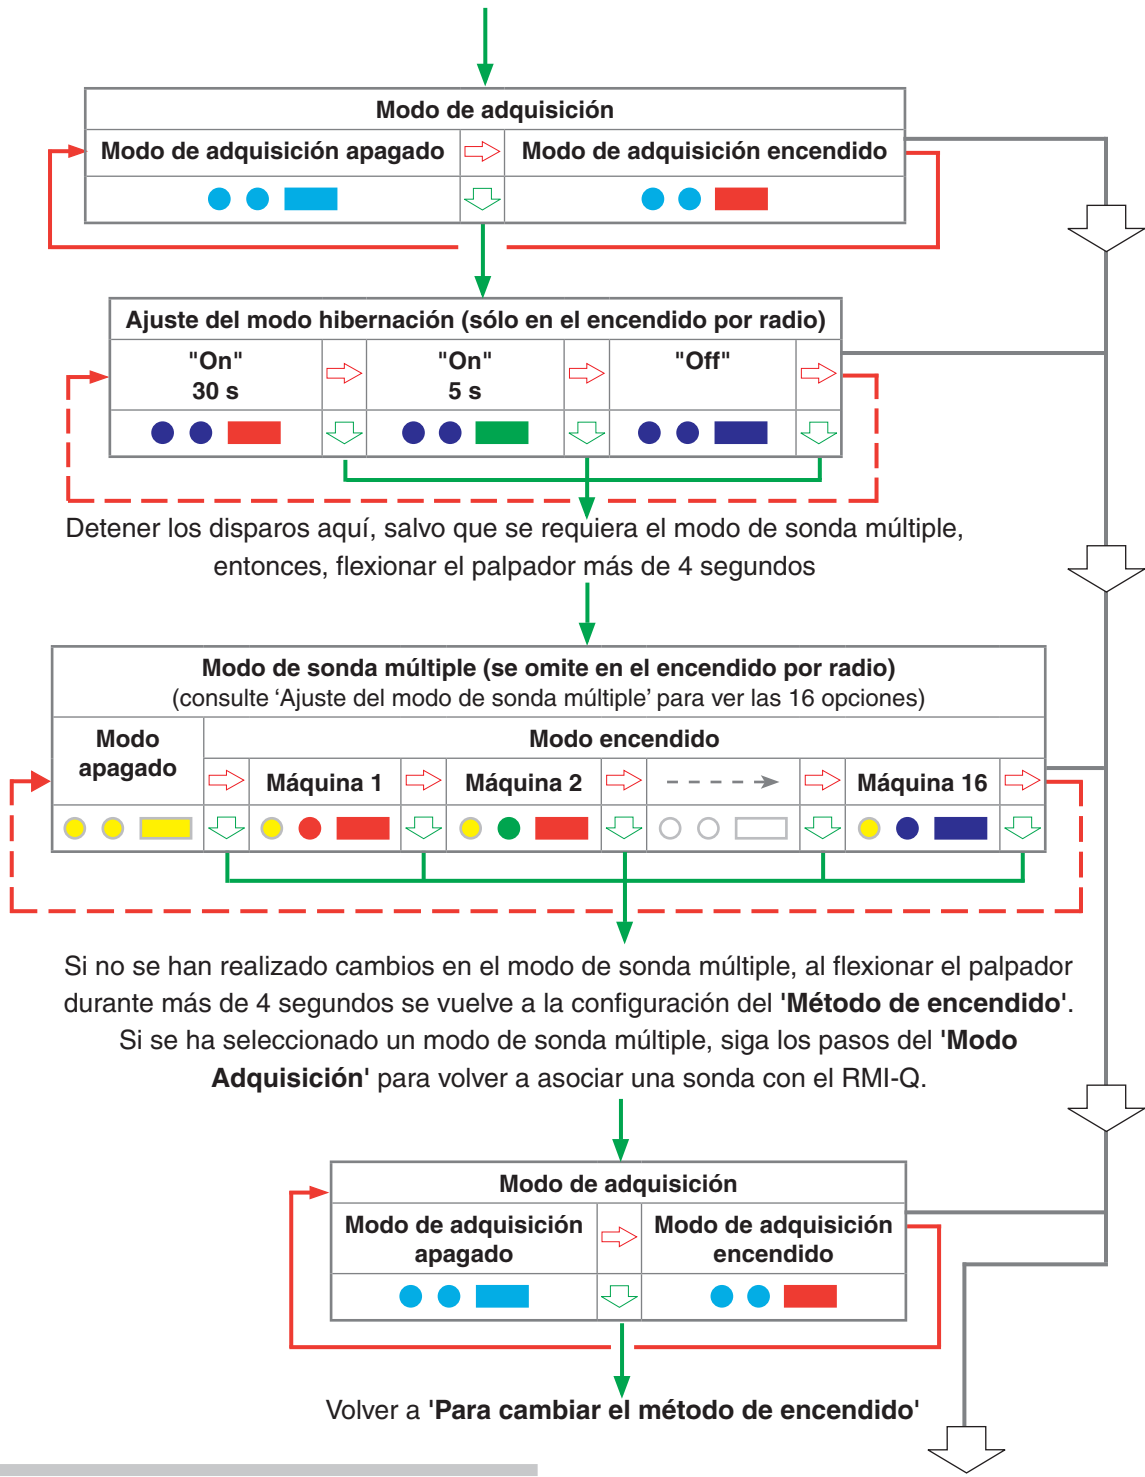 Modo de adquisición
Modo de adquisición apagado
Modo de adquisición encendido
Ajuste del modo hibernación (sólo en el encendido por radio)
"On"
30 s
"On"
5 s
"Off"
Detener los disparos aquí, salvo que se requiera el modo de sonda múltiple,
entonces, flexionar el palpador más de 4 segundos
Modo de sonda múltiple (se omite en el encendido por radio)
(consulte ‘Ajuste del modo de sonda múltiple’ para ver las 16 opciones)
Modo
apagado
Modo encendido
Máquina 1
Máquina 2
Máquina 16
Si no se han realizado cambios en el modo de sonda múltiple, al flexionar el palpador
durante más de 4 segundos se vuelve a la configuración del 'Método de encendido'.
Si se ha seleccionado un modo de sonda múltiple, siga los pasos del 'Modo
Adquisición' para volver a asociar una sonda con el RMI-Q.
Modo de adquisición
Modo de adquisición
apagado
Modo de adquisición
encendido
Volver a 'Para cambiar el método de encendido'